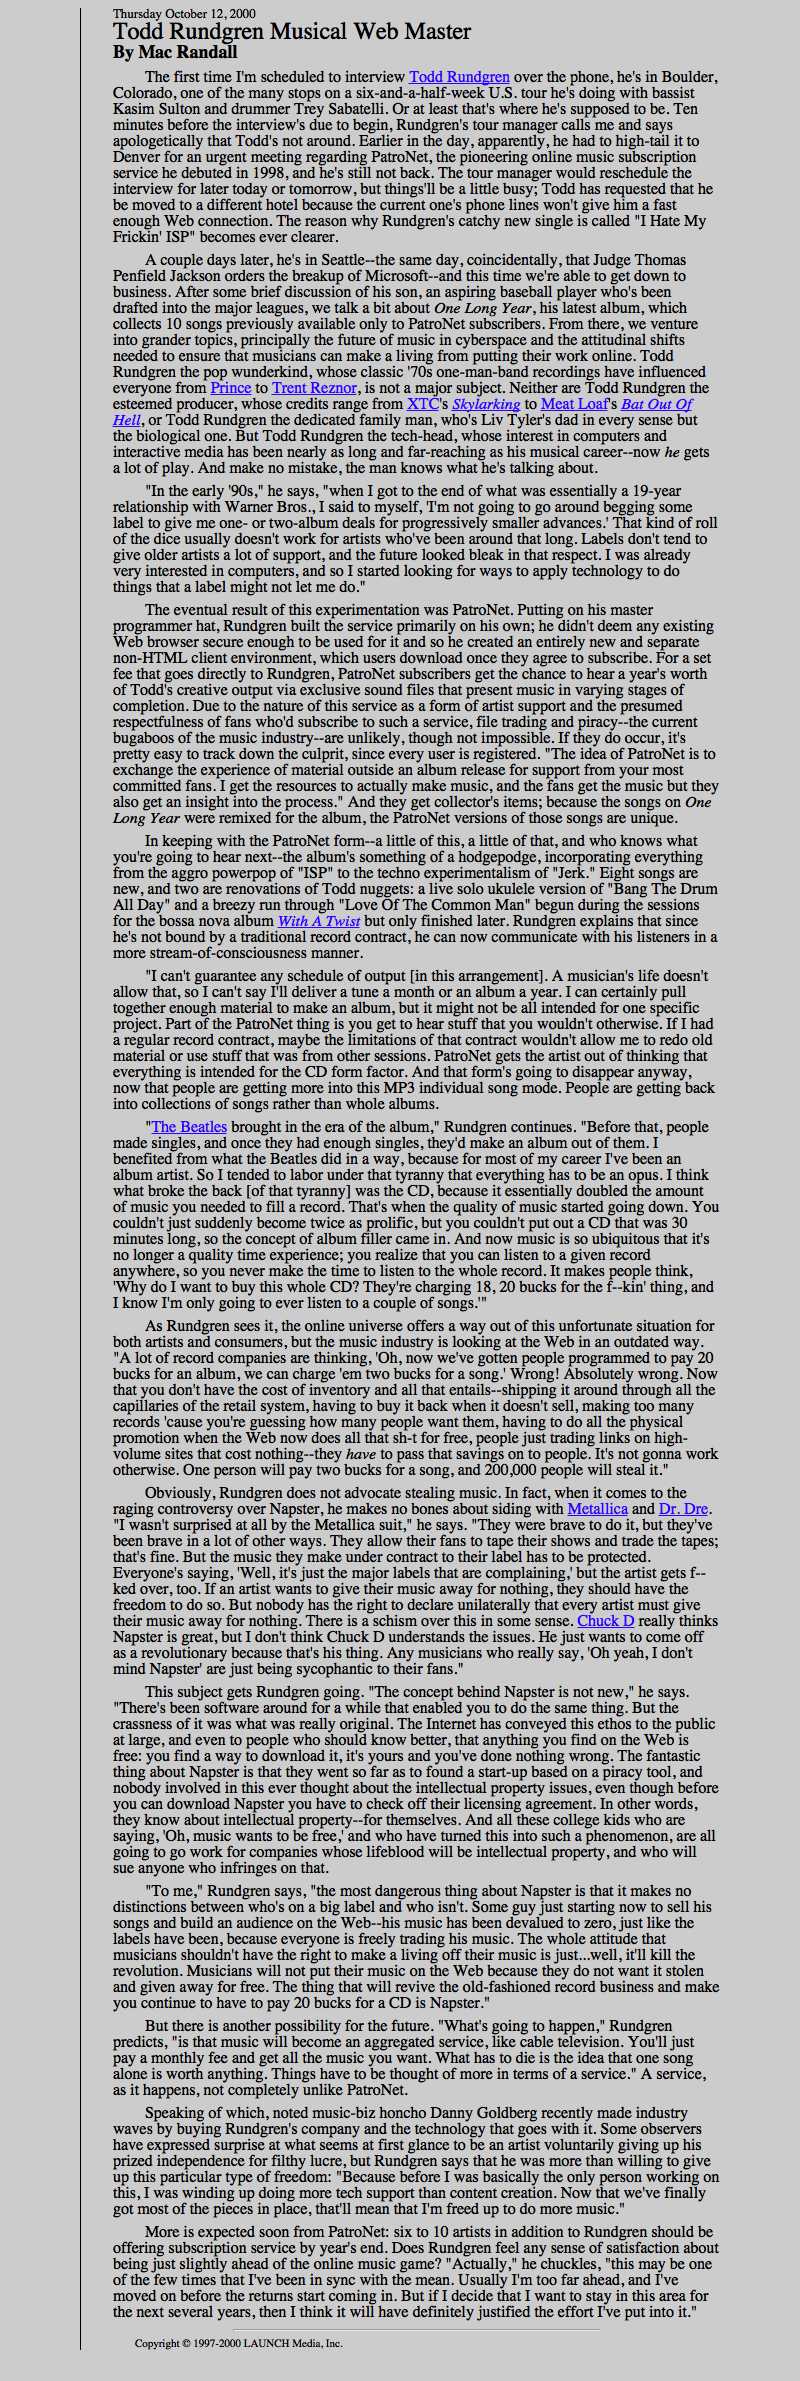 Thursday October 12, 2000
Todd Rundgren Musical Web Master
By Mac Randall
The first time I'm scheduled to interview Todd Rundgren over the phone, he's in Boulder,
Colorado, one of the many stops on a six-and-a-half-week U.S. tour he's doing with bassist
Kasim Sulton and drummer Trey Sabatelli. Or at least that's where he's supposed to be. Ten
minutes before the interview's due to begin, Rundgren's tour manager calls me and says
apologetically that Todd's not around. Earlier in the day, apparently, he had to high-tail it to
Denver for an urgent meeting regarding PatroNet, the pioneering online music subscription
service he debuted in 1998, and he's still not back. The tour manager would reschedule the
interview for later today or tomorrow, but things'll be a little busy; Todd has requested that he
be moved to a different hotel because the current one's phone lines won't give him a fast
enough Web connection. The reason why Rundgren's catchy new single is called "I Hate My
Frickin' ISP" becomes ever clearer.
A couple days later, he's in Seattle--the same day, coincidentally, that Judge Thomas
Penfield Jackson orders the breakup of Microsoft--and this time we're able to get down to
business. After some brief discussion of his son, an aspiring baseball player who's been
drafted into the major leagues, we talk a bit about One Long Year, his latest album, which
collects 10 songs previously available only to PatroNet subscribers. From there, we venture
into grander topics, principally the future of music in cyberspace and the attitudinal shifts
needed to ensure that musicians can make a living from putting their work online. Todd
Rundgren the pop wunderkind, whose classic '70s one-man-band recordings have influenced
everyone from Prince to Trent Reznor, is not a major subject. Neither are Todd Rundgren the
esteemed producer, whose credits range from XTC's Skylarking to Meat Loaf's Bat Out Of
Hell, or Todd Rundgren the dedicated family man, who's Liv Tyler's dad in every sense but
the biological one. But Todd Rundgren the tech-head, whose interest in computers and
interactive media has been nearly as long and far-reaching as his musical career--now he gets
a lot of play. And make no mistake, the man knows what he's talking about.
"In the early '90s," he says, "when I got to the end of what was essentially a 19-year
relationship with Warner Bros., I said to myself, 'I'm not going to go around begging some
label to give me one- or two-album deals for progressively smaller advances.' That kind of roll
of the dice usually doesn't work for artists who've been around that long. Labels don't tend to
give older artists a lot of support, and the future looked bleak in that respect. I was already
very interested in computers, and so I started looking for ways to apply technology to do
things that a label might not let me do."
The eventual result of this experimentation was PatroNet. Putting on his master
programmer hat, Rundgren built the service primarily on his own; he didn't deem any existing
Web browser secure enough to be used for it and so he created an entirely new and separate
non-HTML client environment, which users download once they agree to subscribe. For a set
fee that goes directly to Rundgren, PatroNet subscribers get the chance to hear a year's worth
of Todd's creative output via exclusive sound files that present music in varying stages of
completion. Due to the nature of this service as a form of artist support and the presumed
respectfulness of fans who'd subscribe to such a service, file trading and piracy--the current
bugaboos of the music industry--are unlikely, though not impossible. If they do occur, it's
pretty easy to track down the culprit, since every user is registered. "The idea of PatroNet is to
exchange the experience of material outside an album release for support from your most
committed fans. I get the resources to actually make music, and the fans get the music but they
also get an insight into the process." And they get collector's items; because the songs on One
Long Year were remixed for the album, the PatroNet versions of those songs are unique.
In keeping with the PatroNet form--a little of this, a little of that, and who knows what
you're going to hear next--the album's something of a hodgepodge, incorporating everything
from the aggro powerpop of "ISP" to the techno experimentalism of "Jerk." Eight songs are
new, and two are renovations of Todd nuggets: a live solo ukulele version of "Bang The Drum
All Day" and a breezy run through "Love Of The Common Man" begun during the sessions
for the bossa nova album With A Twist but only finished later. Rundgren explains that since
he's not bound by a traditional record contract, he can now communicate with his listeners in a
more stream-of-consciousness manner.
"I can't guarantee any schedule of output [in this arrangement]. A musician's life doesn't
allow that, so I can't say I'll deliver a tune a month or an album a year. I can certainly pull
together enough material to make an album, but it might not be all intended for one specific
project. Part of the PatroNet thing is you get to hear stuff that you wouldn't otherwise. If I had
a regular record contract, maybe the limitations of that contract wouldn't allow me to redo old
material or use stuff that was from other sessions. PatroNet gets the artist out of thinking that
everything is intended for the CD form factor. And that form's going to disappear anyway,
now that people are getting more into this MP3 individual song mode. People are getting back
into collections of songs rather than whole albums.
"The Beatles brought in the era of the album," Rundgren continues. "Before that, people
made singles, and once they had enough singles, they'd make an album out of them. I
benefited from what the Beatles did in a way, because for most of my career I've been an
album artist. So I tended to labor under that tyranny that everything has to be an opus. I think
what broke the back [of that tyranny] was the CD, because it essentially doubled the amount
of music you needed to fill a record. That's when the quality of music started going down. You
couldn't just suddenly become twice as prolific, but you couldn't put out a CD that was 30
minutes long, so the concept of album filler came in. And now music is so ubiquitous that it's
no longer a quality time experience; you realize that you can listen to a given record
anywhere, so you never make the time to listen to the whole record. It makes people think,
'Why do I want to buy this whole CD? They're charging 18, 20 bucks for the f--kin' thing, and
I know I'm only going to ever listen to a couple of songs.'"
As Rundgren sees it, the online universe offers a way out of this unfortunate situation for
both artists and consumers, but the music industry is looking at the Web in an outdated way.
"A lot of record companies are thinking, 'Oh, now we've gotten people programmed to pay 20
bucks for an album, we can charge 'em two bucks for a song.' Wrong! Absolutely wrong. Now
that you don't have the cost of inventory and all that entails--shipping it around through all the
capillaries of the retail system, having to buy it back when it doesn't sell, making too many
records 'cause you're guessing how many people want them, having to do all the physical
promotion when the Web now does all that sh-t for free, people just trading links on high-
volume sites that cost nothing--they have to pass that savings on to people. It's not gonna work
otherwise. One person will pay two bucks for a song, and 200,000 people will steal it."
Obviously, Rundgren does not advocate stealing music. In fact, when it comes to the
raging controversy over Napster, he makes no bones about siding with Metallica and Dr. Dre.
"I wasn't surprised at all by the Metallica suit," he says. "They were brave to do it, but they've
been brave in a lot of other ways. They allow their fans to tape their shows and trade the tapes;
that's fine. But the music they make under contract to their label has to be protected.
Everyone's saying, 'Well, it's just the major labels that are complaining,' but the artist gets f--
ked over, too. If an artist wants to give their music away for nothing, they should have the
freedom to do so. But nobody has the right to declare unilaterally that every artist must give
their music away for nothing. There is a schism over this in some sense. Chuck D really thinks
Napster is great, but I don't think Chuck D understands the issues. He just wants to come off
as a revolutionary because that's his thing. Any musicians who really say, 'Oh yeah, I don't
mind Napster' are just being sycophantic to their fans."
This subject gets Rundgren going. "The concept behind Napster is not new," he says.
"There's been software around for a while that enabled you to do the same thing. But the
crassness of it was what was really original. The Internet has conveyed this ethos to the public
at large, and even to people who should know better, that anything you find on the Web is
free: you find a way to download it, it's yours and you've done nothing wrong. The fantastic
thing about Napster is that they went so far as to found a start-up based on a piracy tool, and
nobody involved in this ever thought about the intellectual property issues, even though before
you can download Napster you have to check off their licensing agreement. In other words,
they know about intellectual property--for themselves. And all these college kids who are
saying, 'Oh, music wants to be free,' and who have turned this into such a phenomenon, are all
going to go work for companies whose lifeblood will be intellectual property, and who will
sue anyone who infringes on that.
"To me," Rundgren says, "the most dangerous thing about Napster is that it makes no
distinctions between who's on a big label and who isn't. Some guy just starting now to sell his
songs and build an audience on the Web--his music has been devalued to zero, just like the
labels have been, because everyone is freely trading his music. The whole attitude that
musicians shouldn't have the right to make a living off their music is just...well, it'll kill the
revolution. Musicians will not put their music on the Web because they do not want it stolen
and given away for free. The thing that will revive the old-fashioned record business and make
you continue to have to pay 20 bucks for a CD is Napster."
But there is another possibility for the future. "What's going to happen," Rundgren
predicts, "is that music will become an aggregated service, like cable television. You'll just
pay a monthly fee and get all the music you want. What has to die is the idea that one song
alone is worth anything. Things have to be thought of more in terms of a service." A service,
as it happens, not completely unlike PatroNet.
Speaking of which, noted music-biz honcho Danny Goldberg recently made industry
waves by buying Rundgren's company and the technology that goes with it. Some observers
have expressed surprise at what seems at first glance to be an artist voluntarily giving up his
prized independence for filthy lucre, but Rundgren says that he was more than willing to give
up this particular type of freedom: "Because before I was basically the only person working on
this, I was winding up doing more tech support than content creation. Now that we've finally
got most of the pieces in place, that'll mean that I'm freed up to do more music."
More is expected soon from PatroNet: six to 10 artists in addition to Rundgren should be
offering subscription service by year's end. Does Rundgren feel any sense of satisfaction about
being just slightly ahead of the online music game? "Actually," he chuckles, "this may be one
of the few times that I've been in sync with the mean. Usually I'm too far ahead, and I've
moved on before the returns start coming in. But if I decide that I want to stay in this area for
the next several years, then I think it will have definitely justified the effort I've put into it."
Copyright © 1997-2000 LAUNCH Media, Inc.